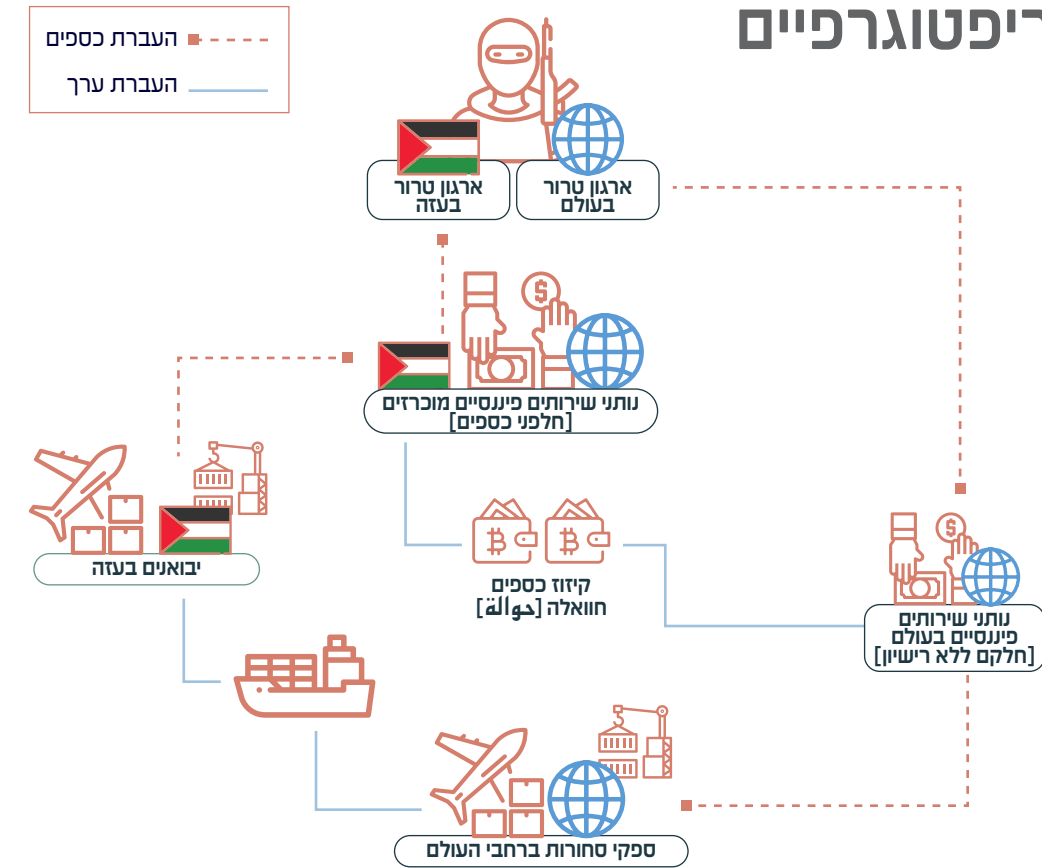 ריפטוגרפיים
העברת כספים
העברת ערך
ארגון טרור
בעזה
ארגון טרור
בעולם
נותני שירותים פיננסיים מוכרזים
[חלפני כספים]
יבואנים בעזה
קיזוז כספים
חוואלה [حوالة]
נותני שירותים
פיננסיים בעולם
[חלקם ללא רישיון]
ספקי סחורות ברחבי העולם